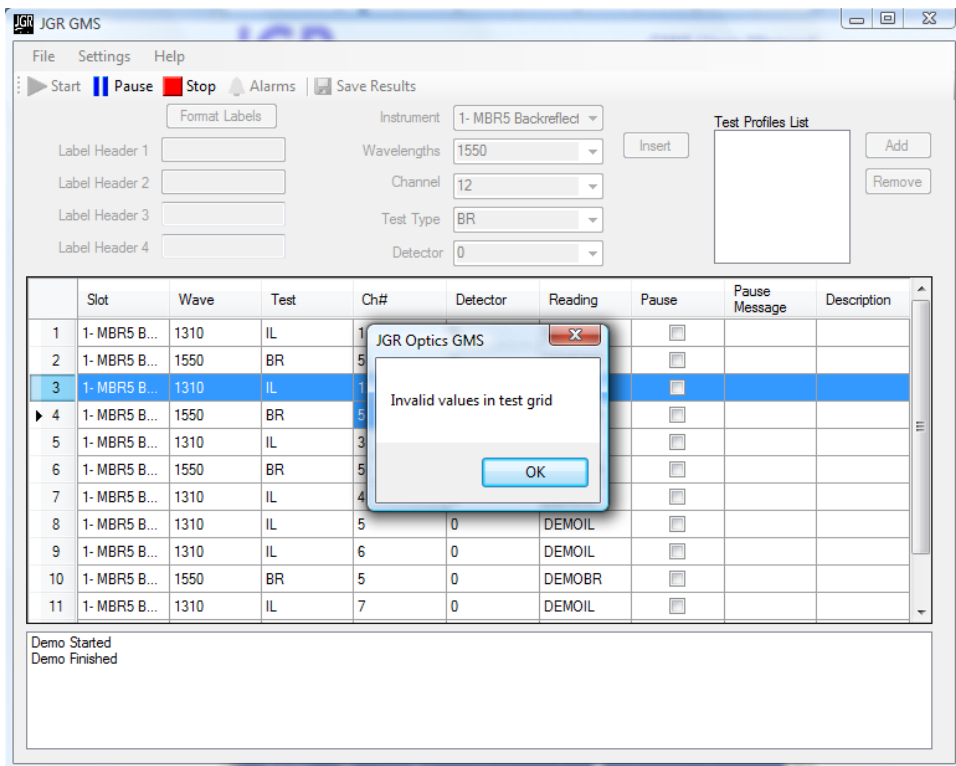 JGR GMS
File Settings Help
Start Pause Stop Alarms Save Results
Format Labels Instrument 1- MBR5 Backreflect Test Profiles List
Label Header 1 Wavelengths 1550 Insert Add
Label Header 2 Channel 12 Remove
Label Header 3 Test Type BR
Label Header 4 Detector 0
Slot Wave Test Ch# Detector Reading Pause Pause Message Description
1 1- MBR5 B... 1310 IL 1
2 1- MBR5 B... 1550 BR 5
3 1- MBR5 B... 1310 IL 1
4 1- MBR5 B... 1550 BR 5
5 1- MBR5 B... 1310 IL 3
6 1- MBR5 B... 1550 BR 5
7 1- MBR5 B... 1310 IL 4
8 1- MBR5 B... 1310 IL 5 0 DEMOIL
9 1- MBR5 B... 1310 IL 6 0 DEMOIL
10 1- MBR5 B... 1550 BR 5 0 DEMOBR
11 1- MBR5 B... 1310 IL 7 0 DEMOIL
JGR Optics GMS
Invalid values in test grid
OK
Demo Started
Demo Finished